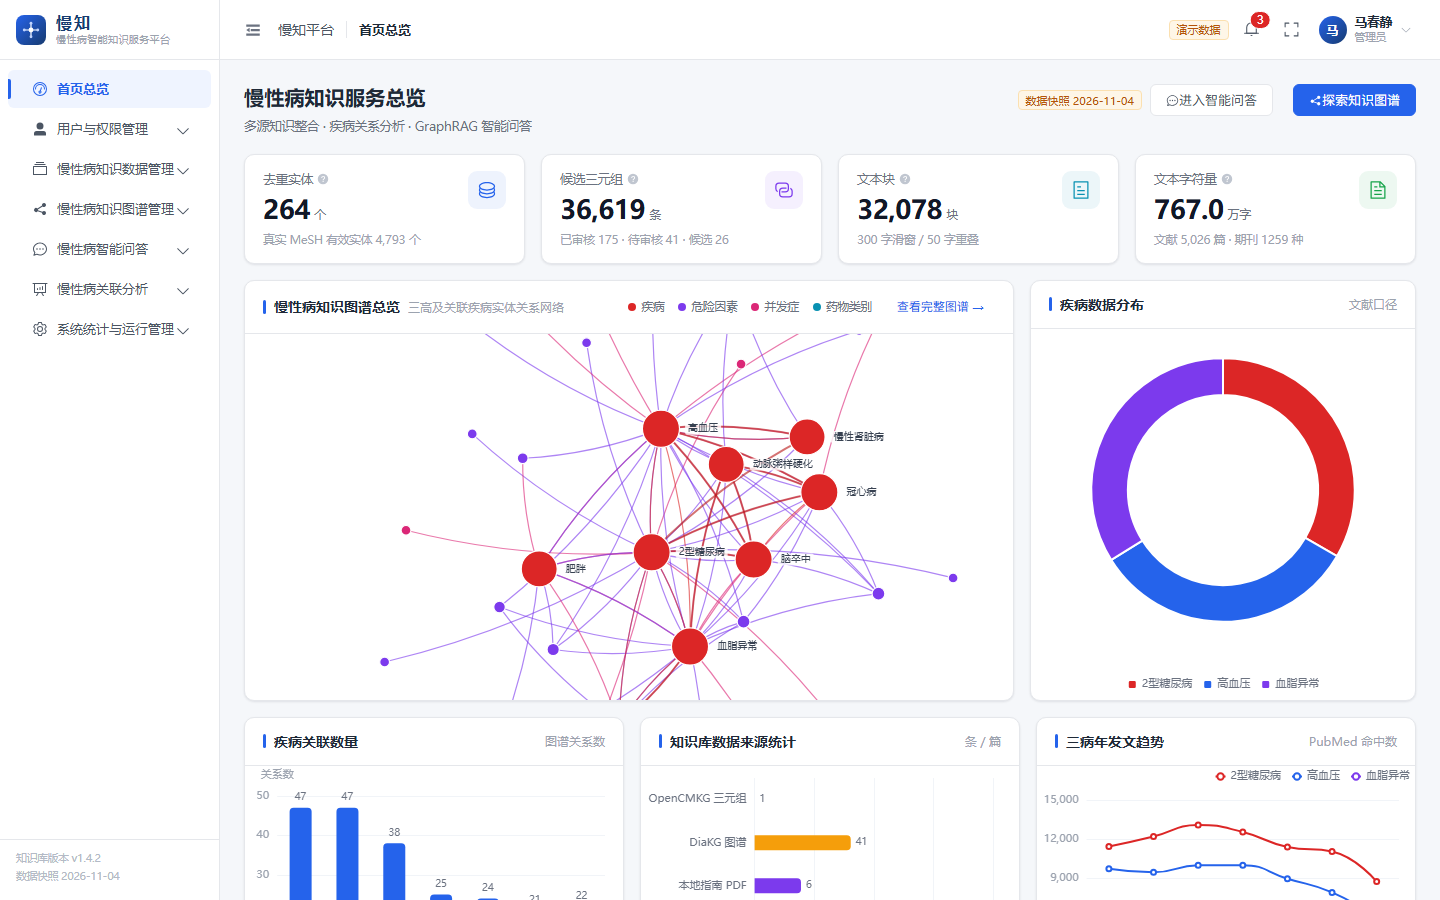 慢知
慢性病智能知识服务平台
慢知平台
首页总览
演示数据
3
马
马春静
管理员
首页总览
用户与权限管理
慢性病知识数据管理
慢性病知识图谱管理
慢性病智能问答
慢性病关联分析
系统统计与运行管理
知识库版本 v1.4.2
数据快照 2026-11-04
慢性病知识服务总览
多源知识整合 · 疾病关系分析 · GraphRAG 智能问答
数据快照 2026-11-04
进入智能问答
探索知识图谱
去重实体
264 个
真实 MeSH 有效实体 4,793 个
候选三元组
36,619 条
已审核 175 · 待审核 41 · 候选 26
文本块
32,078 块
300 字滑窗 / 50 字重叠
文本字符量
767.0 万字
文献 5,026 篇 · 期刊 1259 种
慢性病知识图谱总览 三高及关联疾病实体关系网络
疾病 危险因素 并发症 药物类别
查看完整图谱 →
高血压
慢性肾脏病
动脉粥样硬化
冠心病
2型糖尿病
脑卒中
肥胖
血脂异常
疾病数据分布
文献口径
2型糖尿病 高血压 血脂异常
疾病关联数量
图谱关系数
关系数
50
40
30
47
47
38
25
24
21
22
知识库数据来源统计
条 / 篇
OpenCMKG 三元组 1
DiaKG 图谱 41
本地指南 PDF 6
三病年发文趋势
PubMed 命中数
2型糖尿病 高血压 血脂异常
15,000
12,000
9,000